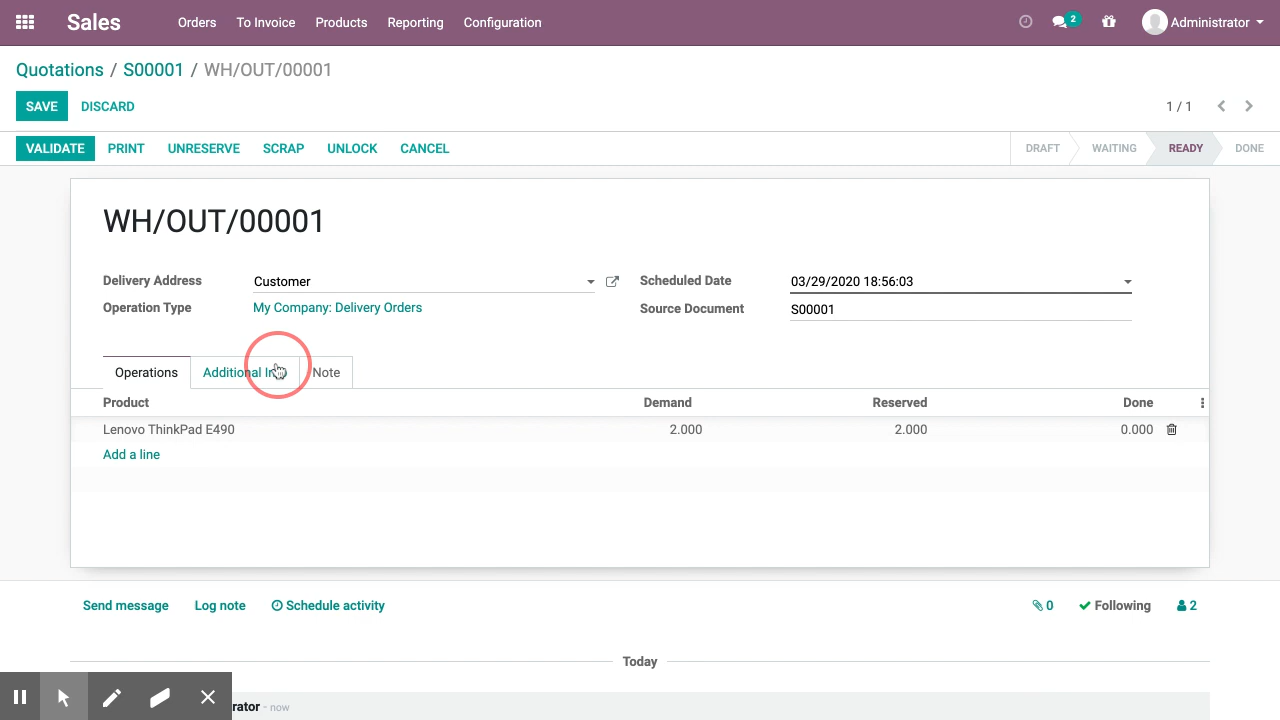 Sales Orders To Invoice Products Reporting Configuration 2 Administrator
Quotations / S00001 / WH/OUT/00001
SAVE DISCARD 1 / 1
VALIDATE PRINT UNRESERVE SCRAP UNLOCK CANCEL DRAFT WAITING READY DONE
WH/OUT/00001
Delivery Address Customer Scheduled Date 03/29/2020 18:56:03
Operation Type My Company: Delivery Orders Source Document S00001
Operations Additional Note
Product Demand Reserved Done
Lenovo ThinkPad E490 2.000 2.000 0.000
Add a line
Send message Log note Schedule activity 0 Following 2
Today
rator - now